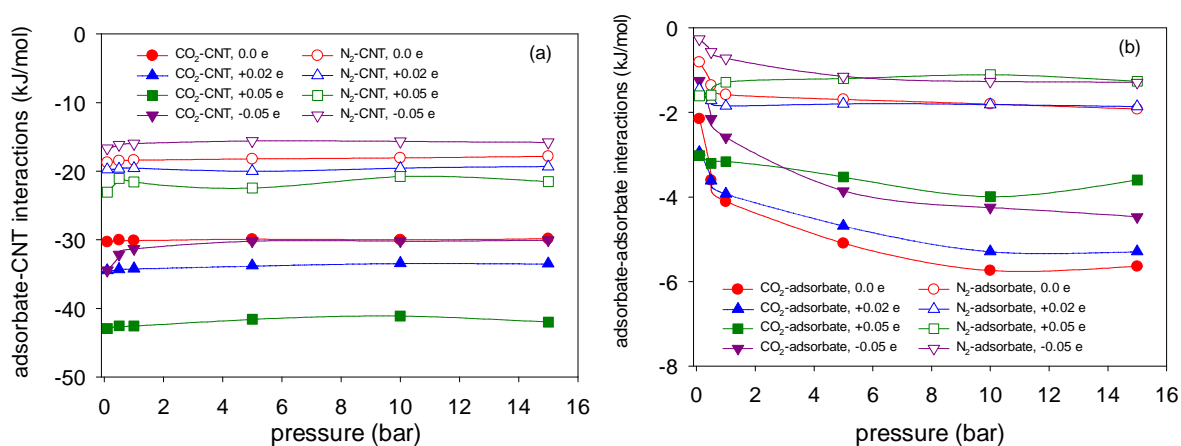 adsorbate-CNT interactions (kJ/mol)
0
-10
-20
-30
-40
-50
(a)
CO₂-CNT, 0.0 e
CO₂-CNT, +0.02 e
CO₂-CNT, +0.05 e
CO₂-CNT, -0.05 e
N₂-CNT, 0.0 e
N₂-CNT, +0.02 e
N₂-CNT, +0.05 e
N₂-CNT, -0.05 e
0 2 4 6 8 10 12 14 16
pressure (bar)
adsorbate-adsorbate interactions (kJ/mol)
0
-2
-4
-6
-8
(b)
CO₂-adsorbate, 0.0 e
CO₂-adsorbate, +0.02 e
CO₂-adsorbate, +0.05 e
CO₂-adsorbate, -0.05 e
N₂-adsorbate, 0.0 e
N₂-adsorbate, +0.02 e
N₂-adsorbate, +0.05 e
N₂-adsorbate, -0.05 e
0 2 4 6 8 10 12 14 16
pressure (bar)